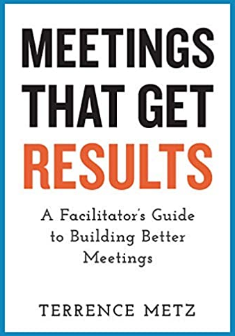 MEETINGS
THAT GET
RESULTS
A Facilitator's Guide
to Building Better
Meetings
TERRENCE METZ